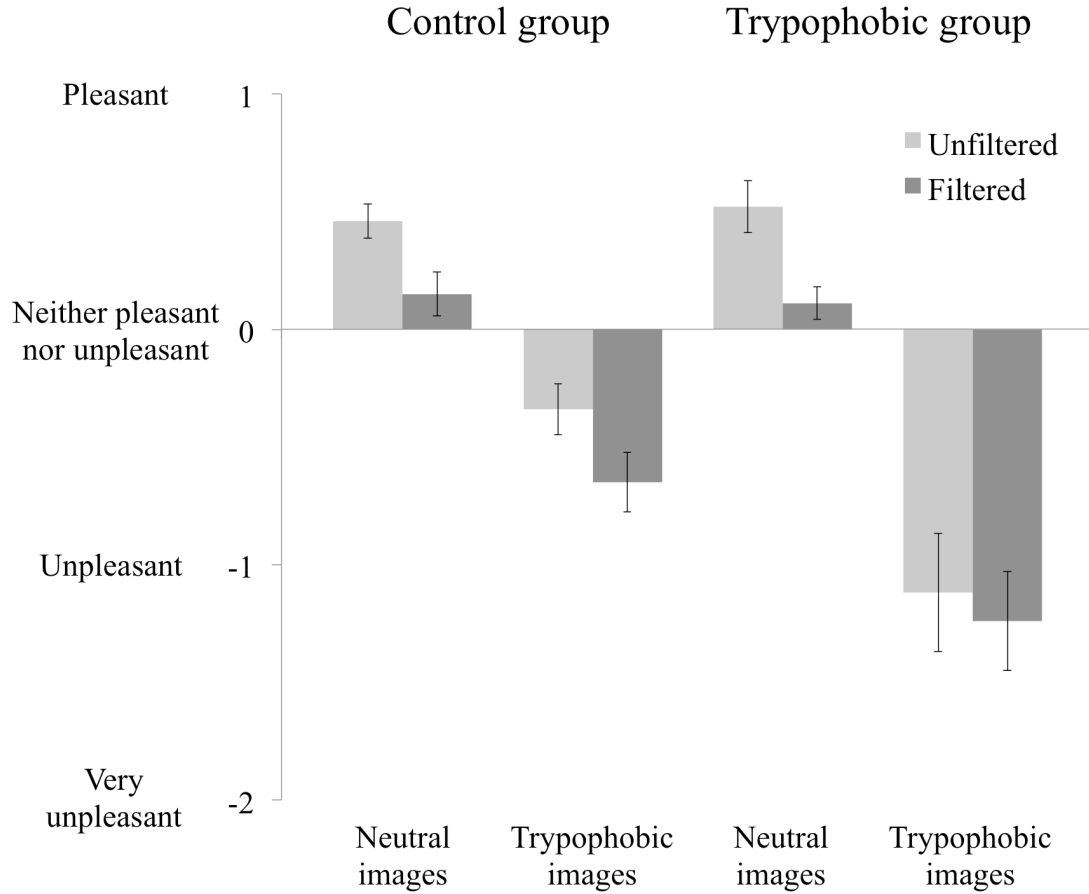 Control group
Trypophobic group
Pleasant
1
Unfiltered
Filtered
Neither pleasant
nor unpleasant
0
Unpleasant
-1
Very
unpleasant
-2
Neutral
images
Trypophobic
images
Neutral
images
Trypophobic
images